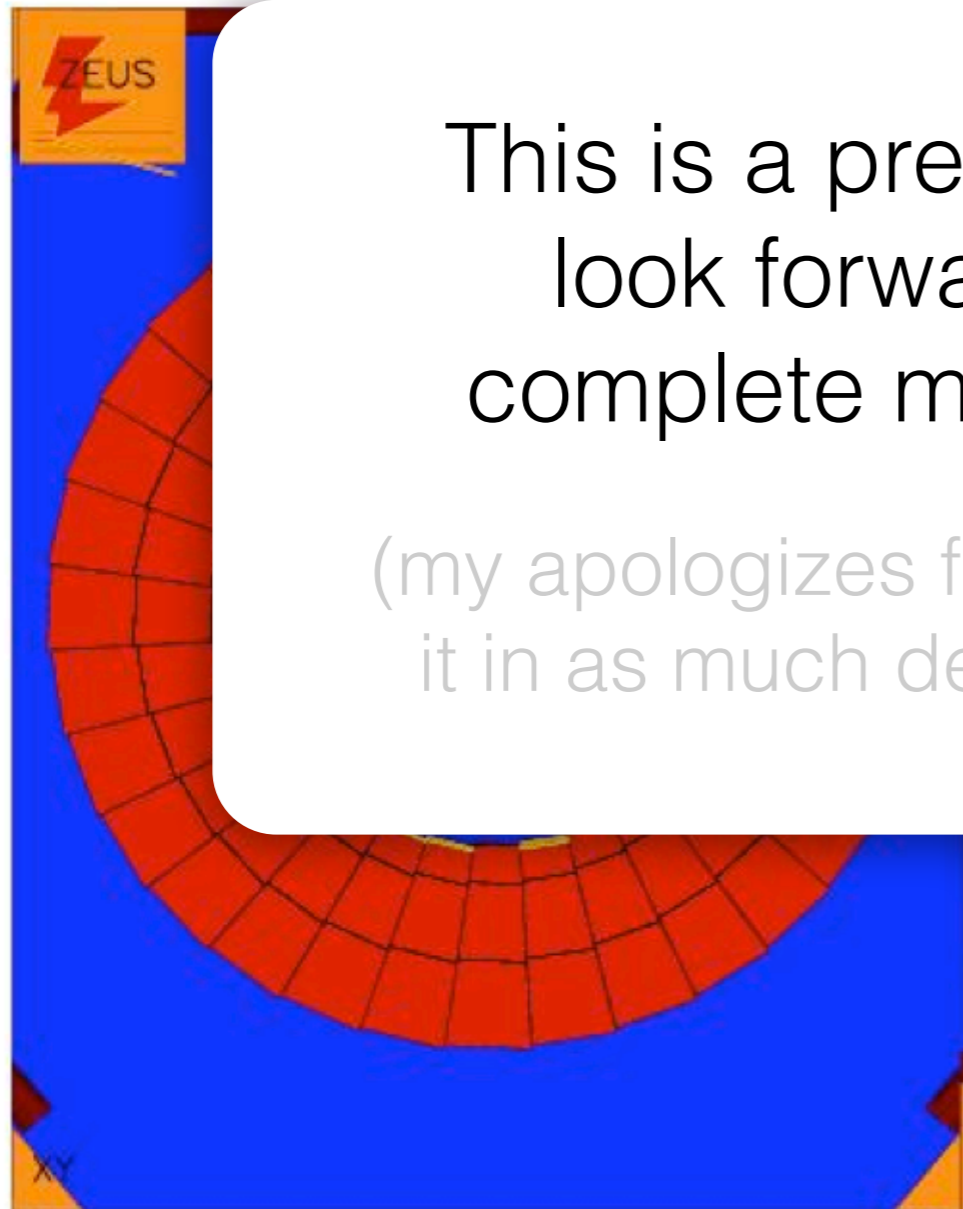 ZEUS
This is a pre
look forwa
complete m
(my apologizes f
it in as much de
XY